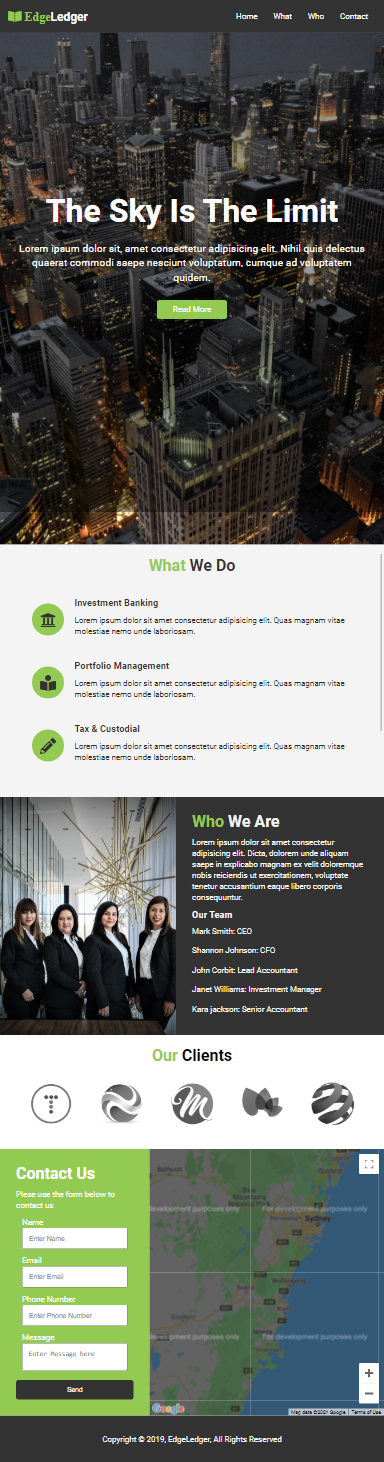 EdgeLedger
Home What Who Contact
The Sky Is The Limit
Lorem ipsum dolor sit, amet consectetur adipisicing elit. Nihil quis delectus
quaerat commodi saepe nesciunt voluptatum, cumque ad voluptatem
quidem.
Read More
What We Do
Investment Banking
Lorem ipsum dolor sit amet consectetur adipisicing elit. Quas magnam vitae
molestiae nemo unde laboriosam.
Portfolio Management
Lorem ipsum dolor sit amet consectetur adipisicing elit. Quas magnam vitae
molestiae nemo unde laboriosam.
Tax & Custodial
Lorem ipsum dolor sit amet consectetur adipisicing elit. Quas magnam vitae
molestiae nemo unde laboriosam.
Who We Are
Lorem ipsum dolor sit amet consectetur
adipisicing elit. Dicta, dolorem unde aliquam
saepe in explicabo magnam ex velit doloremque
nobis reiciendis ut exercitationem, voluptate
tenetur accusantium eaque libero corporis
consequuntur.
Our Team
Mark Smith: CEO
Shannon Johnson: CFO
John Corbit: Lead Accountant
Janet Williams: Investment Manager
Kara jackson: Senior Accountant
Our Clients
Contact Us
Plese use the form below to
contact us
Name
Enter Name
Email
Enter Email
Phone Number
Enter Phone Number
Message
Enter Message here
Send
Bathurst
Gosford
Blue
Mountains
National Park
development purposes only
For development purposes only
Sydney
Wollongong
Goulburn
development purposes only
For development purposes only
Google
Map data ©2021 Google
Terms of Use
Copyright © 2019, EdgeLedger, All Rights Reserved